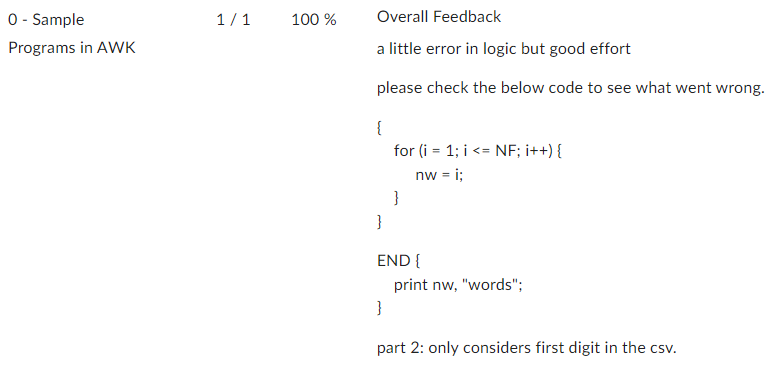 0 - Sample
Programs in AWK
1 / 1
100 %
Overall Feedback
a little error in logic but good effort
please check the below code to see what went wrong.
{
for (i = 1; i <= NF; i++) {
nw = i;
}
}
END {
print nw, "words";
}
part 2: only considers first digit in the csv.